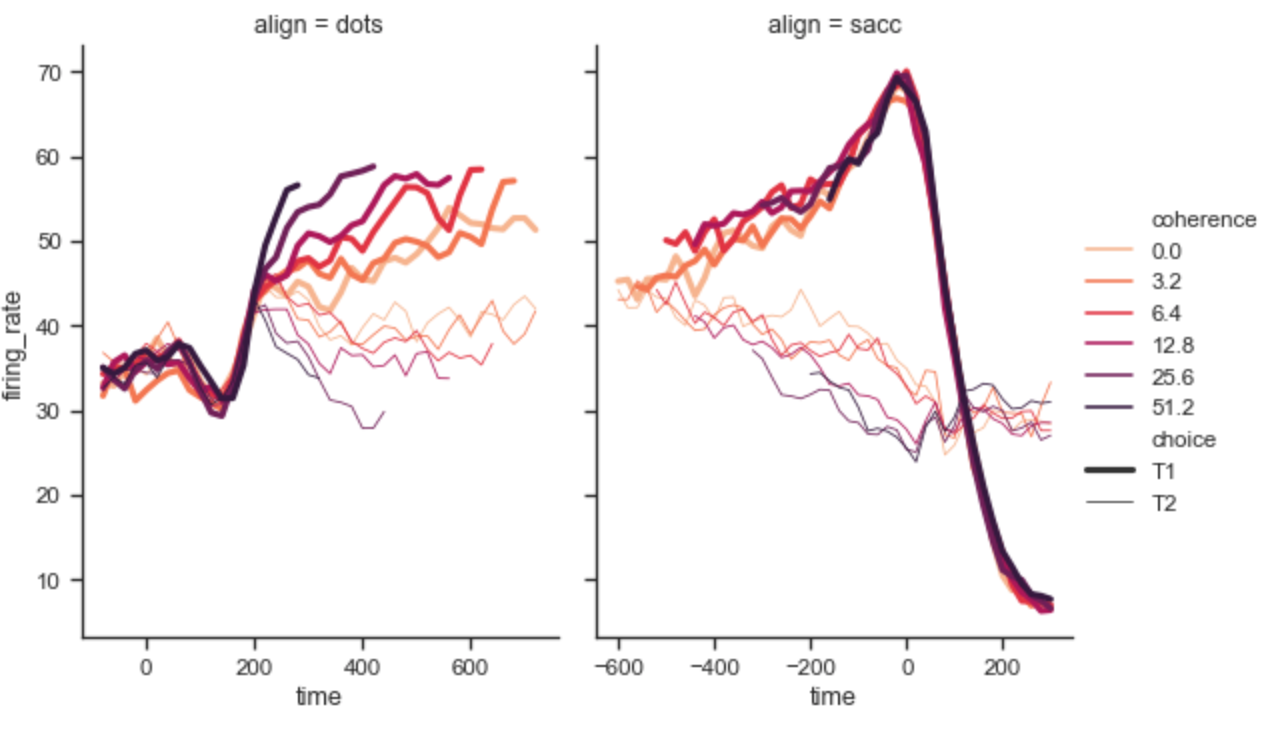 align = dots
align = sacc
firing_rate
70
60
50
40
30
20
10
0
200
400
600
time
−600
−400
−200
0
200
time
coherence
0.0
3.2
6.4
12.8
25.6
51.2
choice
T1
T2